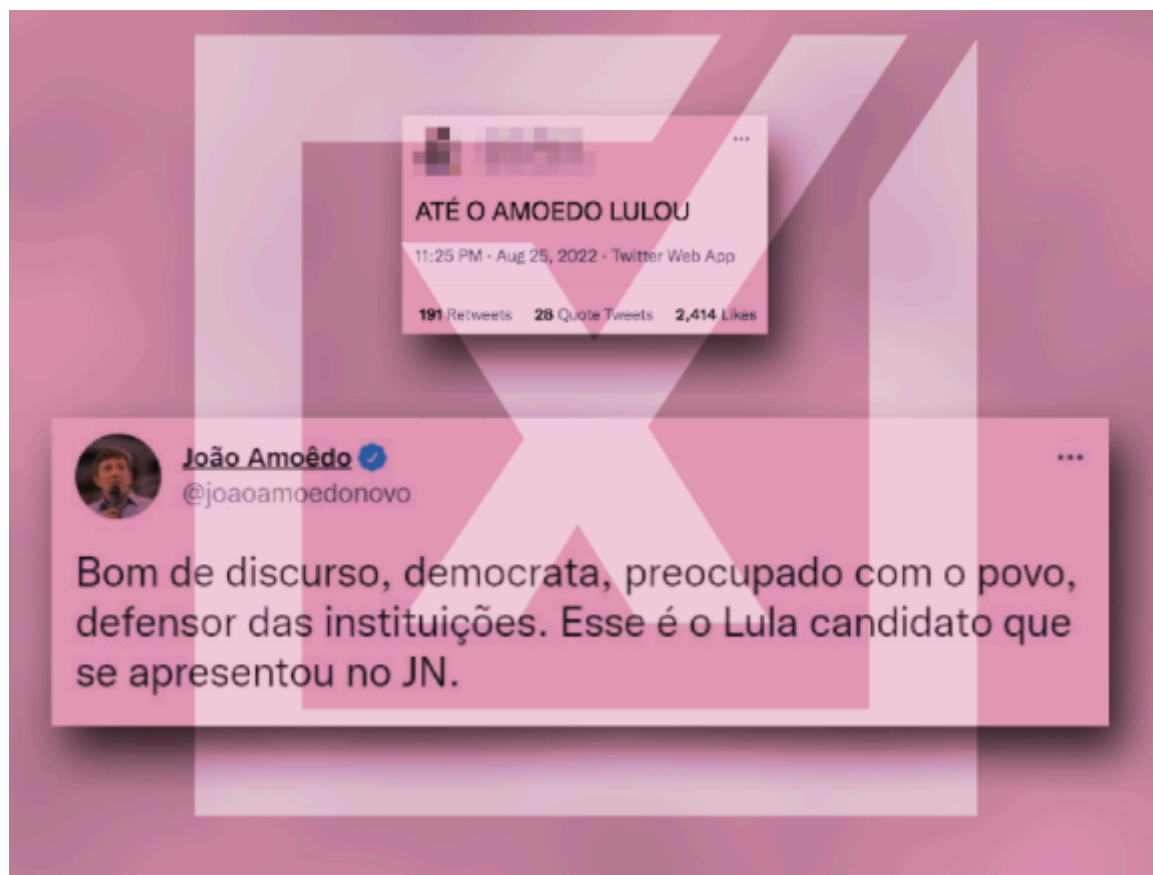 ATÉ O AMOEDO LULOU
11:25 PM · Aug 25, 2022 · Twitter Web App
191 Retweets 28 Quote Tweets 2,414 Likes
João Amoêdo
@joaoamoedonovo
Bom de discurso, democrata, preocupado com o povo,
defensor das instituições. Esse é o Lula candidato que
se apresentou no JN.